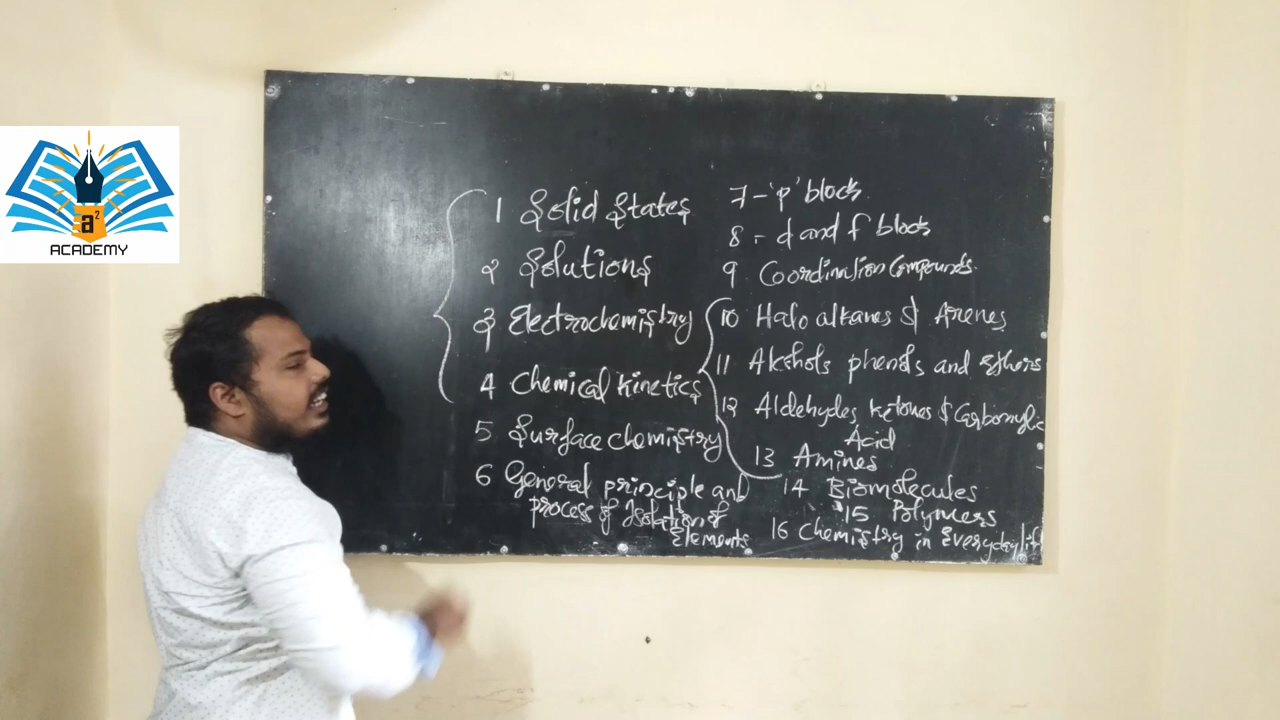 a²
ACADEMY
1 Solid States
2 Solutions
3 Electrochemistry
4 Chemical Kinetics
5 Surface chemistry
6 General principle and
process of Isolation of
Elements
7 - 'p' block
8 - d and f block
9 Coordination Compounds
10 Halo alkanes & Arenes
11 Alcohols phenols and Ethers
12 Aldehydes, Ketones & Carboxylic
Acid
13 Amines
14 Biomolecules
15 Polymers
16 Chemistry in Everyday life